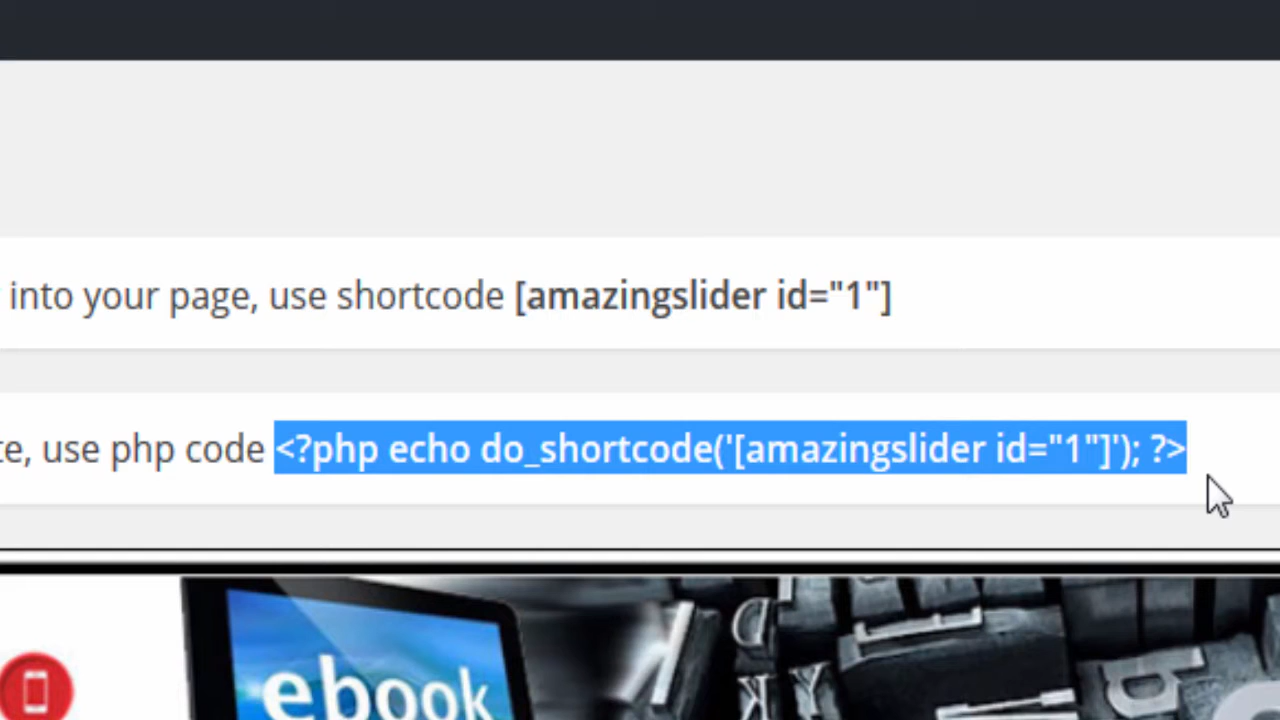 into your page, use shortcode [amazingslider id="1"]
te, use php code <?php echo do_shortcode('[amazingslider id="1"]'); ?>
ebook